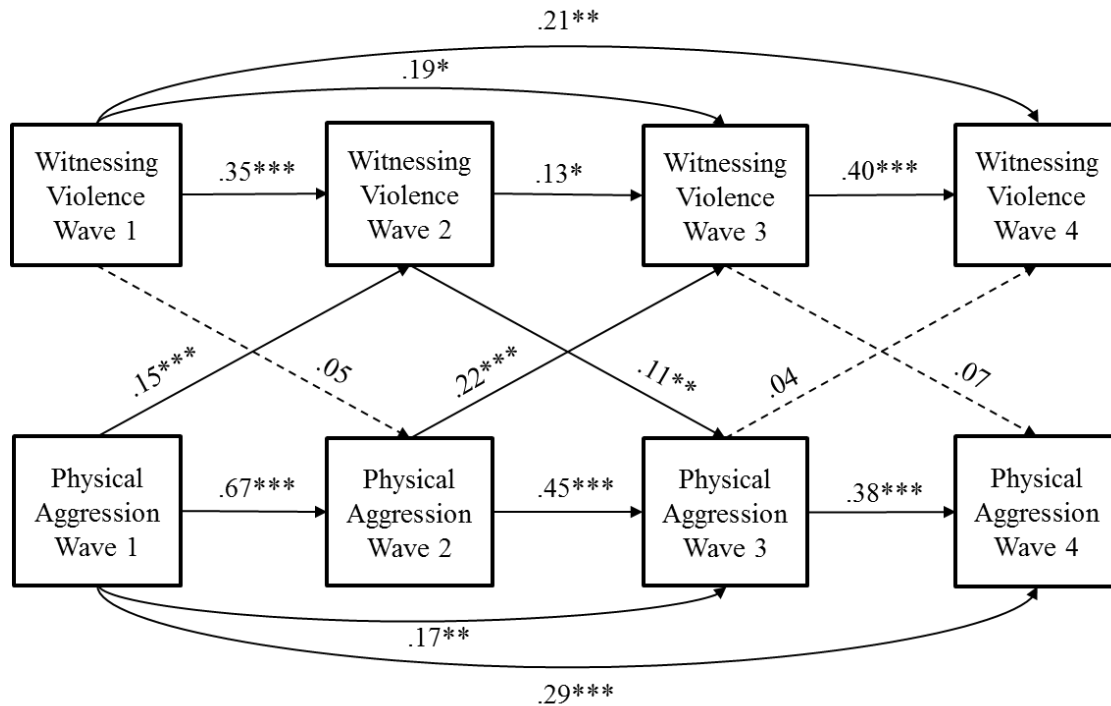 .21**
.19*
Witnessing
Violence
Wave 1
.35***
Witnessing
Violence
Wave 2
.13*
Witnessing
Violence
Wave 3
.40***
Witnessing
Violence
Wave 4
.15***
.05
.22***
.11**
.04
.07
Physical
Aggression
Wave 1
.67***
Physical
Aggression
Wave 2
.45***
Physical
Aggression
Wave 3
.38***
Physical
Aggression
Wave 4
.17**
.29***